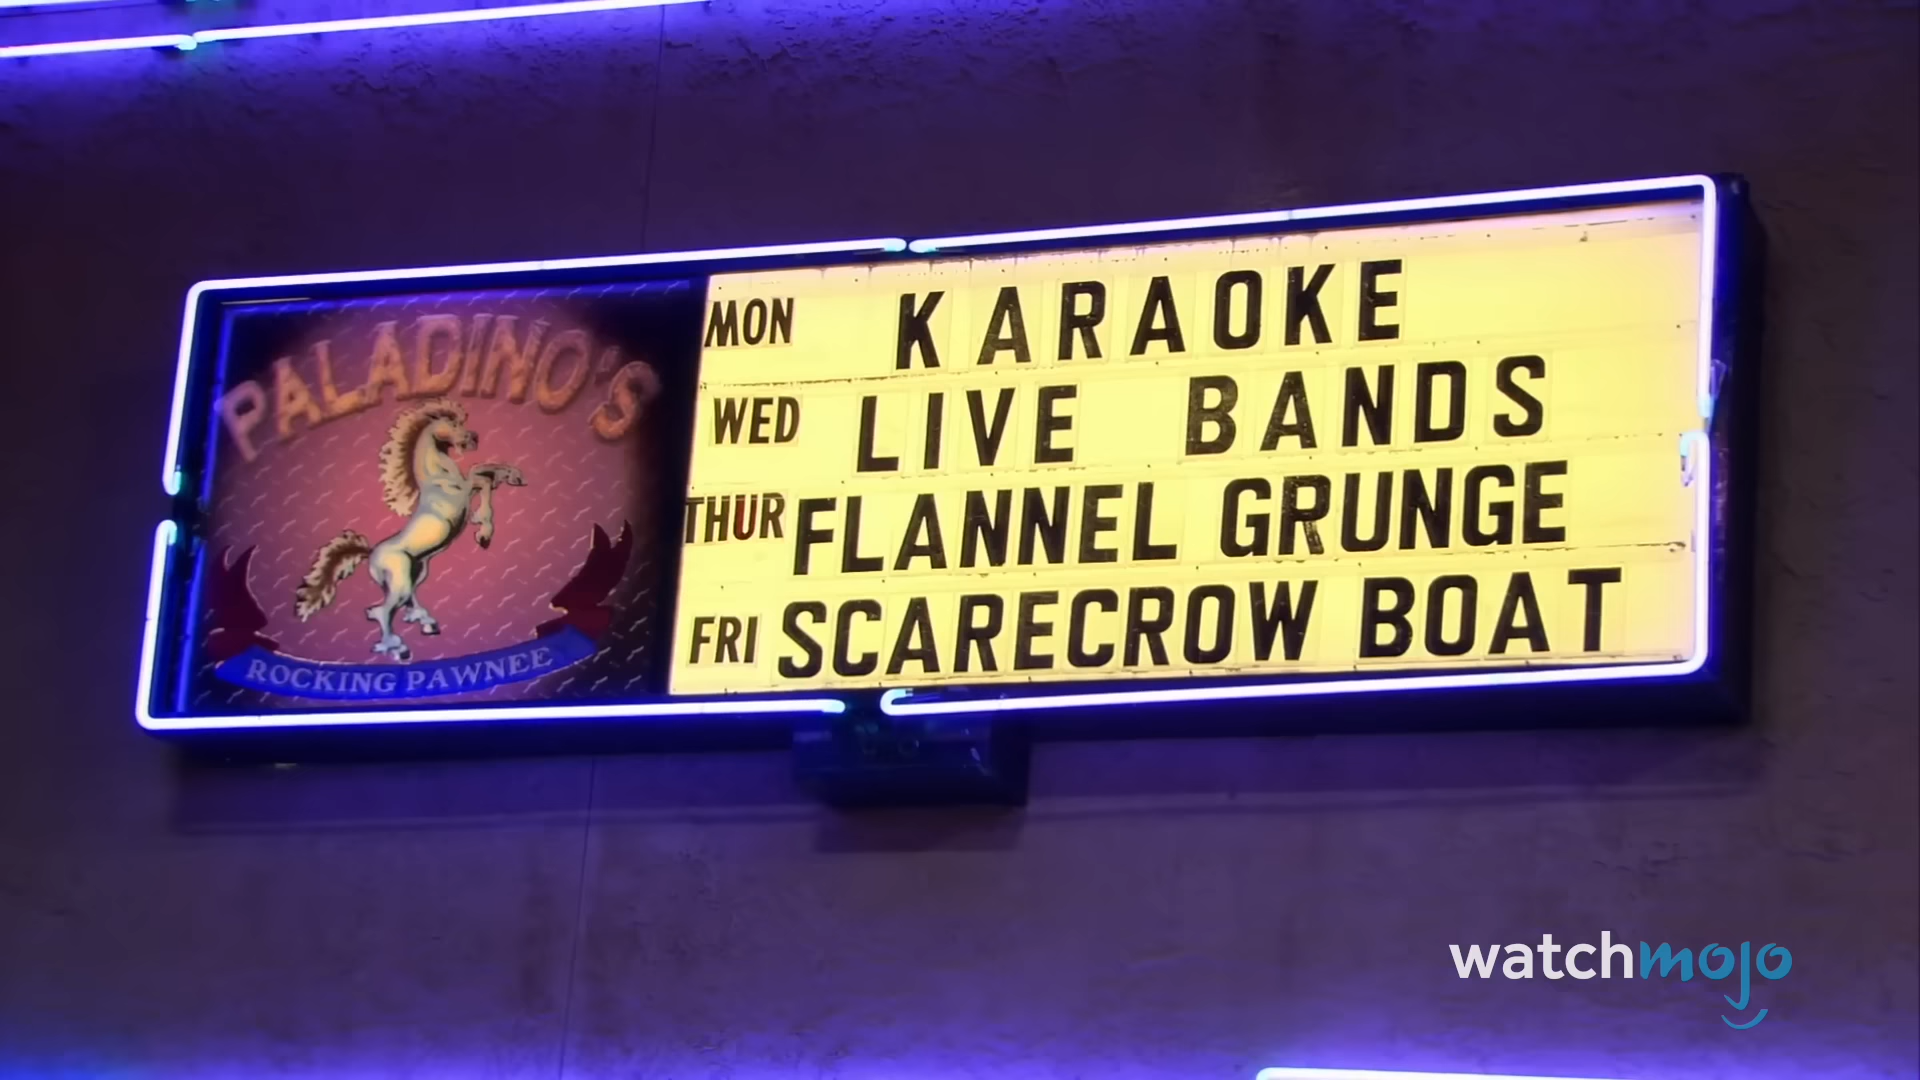 PALADINO'S
ROCKING PAWNEE
MON KARAOKE
WED LIVE BANDS
THUR FLANNEL GRUNGE
FRI SCARECROW BOAT
watchmojo